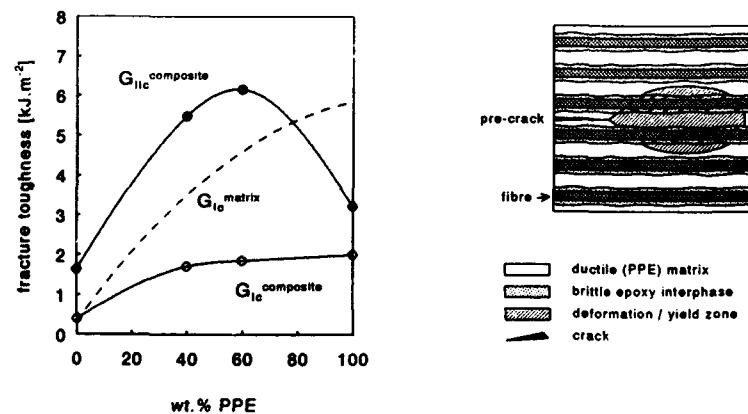 fracture toughness [kJ.m⁻²]
8
7
6
5
4
3
2
1
0
0 20 40 60 80 100
wt.% PPE
G_IIc^composite
G_Ic^matrix
G_Ic^composite
pre-crack
fibre →
ductile (PPE) matrix
brittle epoxy interphase
deformation / yield zone
crack